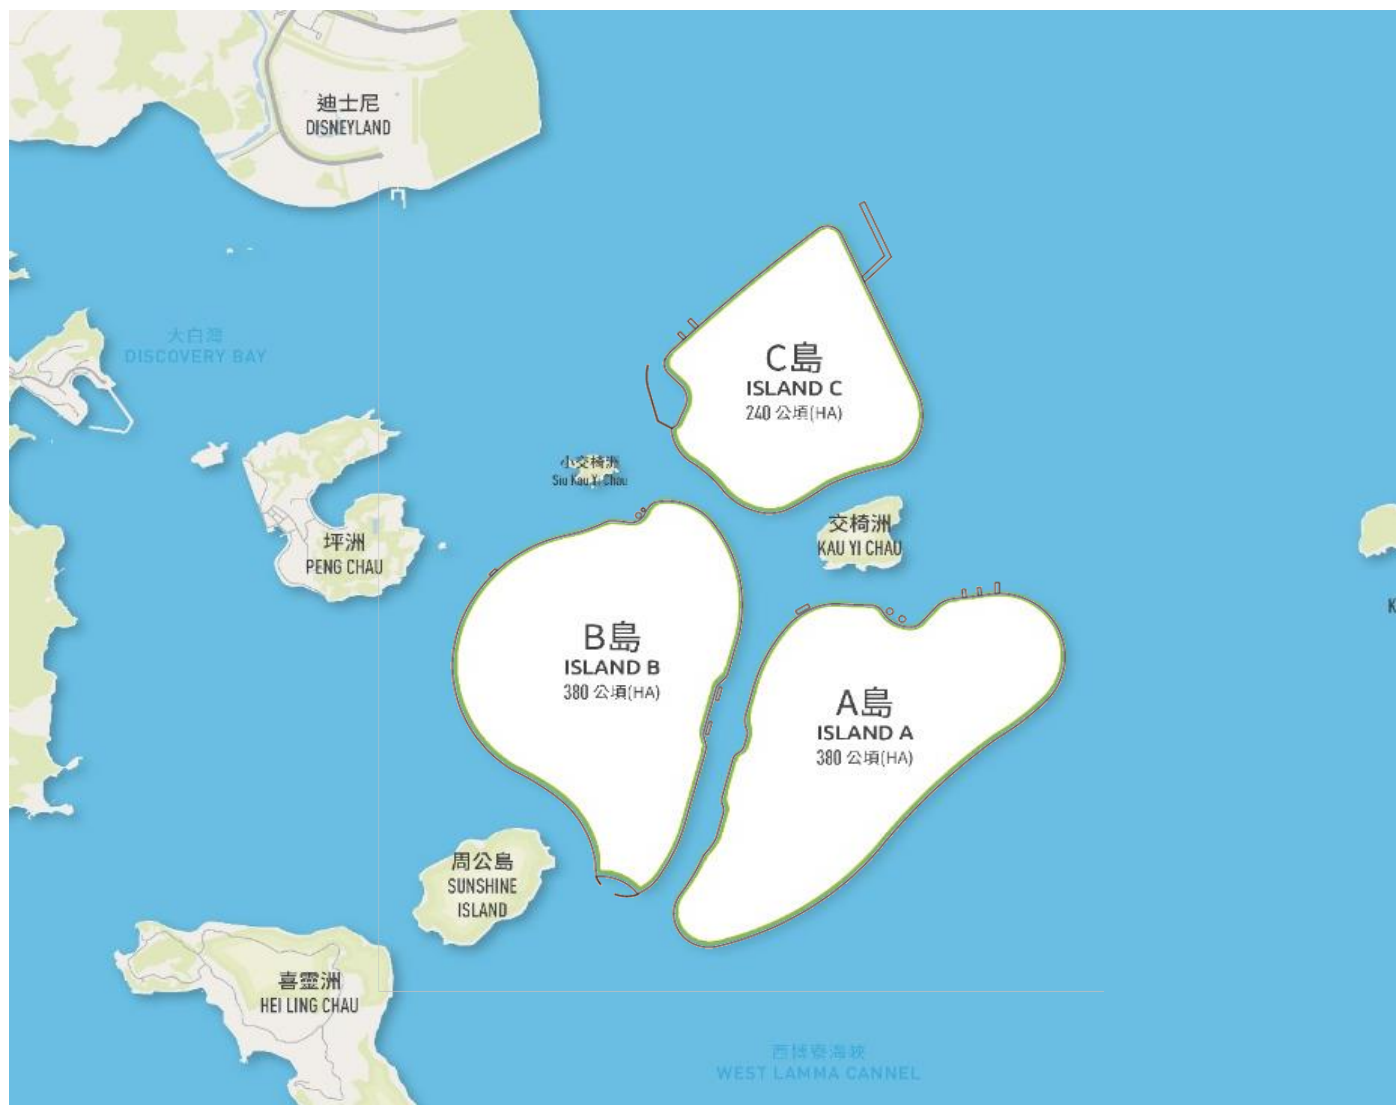 迪士尼
DISNEYLAND
大白灣
DISCOVERY BAY
C島
ISLAND C
240 公頃(HA)
小交椅洲
Siu Kau Yi Chau
交椅洲
KAU YI CHAU
坪洲
PENG CHAU
K
B島
ISLAND B
380 公頃(HA)
A島
ISLAND A
380 公頃(HA)
周公島
SUNSHINE
ISLAND
喜靈洲
HEI LING CHAU
西博寮海峽
WEST LAMMA CANNEL